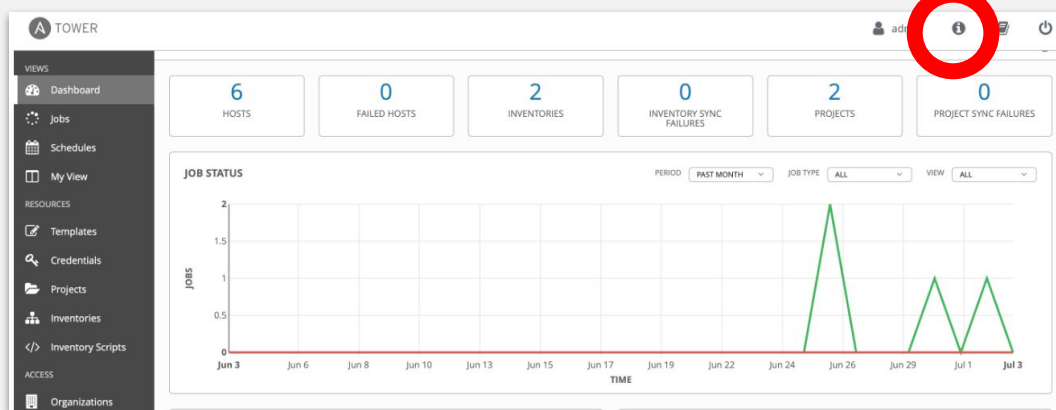 A TOWER
adm
VIEWS
Dashboard
Jobs
Schedules
My View
RESOURCES
Templates
Credentials
Projects
Inventories
</> Inventory Scripts
ACCESS
Organizations
6
HOSTS
0
FAILED HOSTS
2
INVENTORIES
0
INVENTORY SYNC
FAILURES
2
PROJECTS
0
PROJECT SYNC FAILURES
JOB STATUS
PERIOD PAST MONTH JOB TYPE ALL VIEW ALL
2
1.5
1
0.5
0
JOBS
Jun 3 Jun 6 Jun 8 Jun 10 Jun 13 Jun 15 Jun 17 Jun 19 Jun 22 Jun 24 Jun 26 Jun 29 Jul 1 Jul 3
TIME